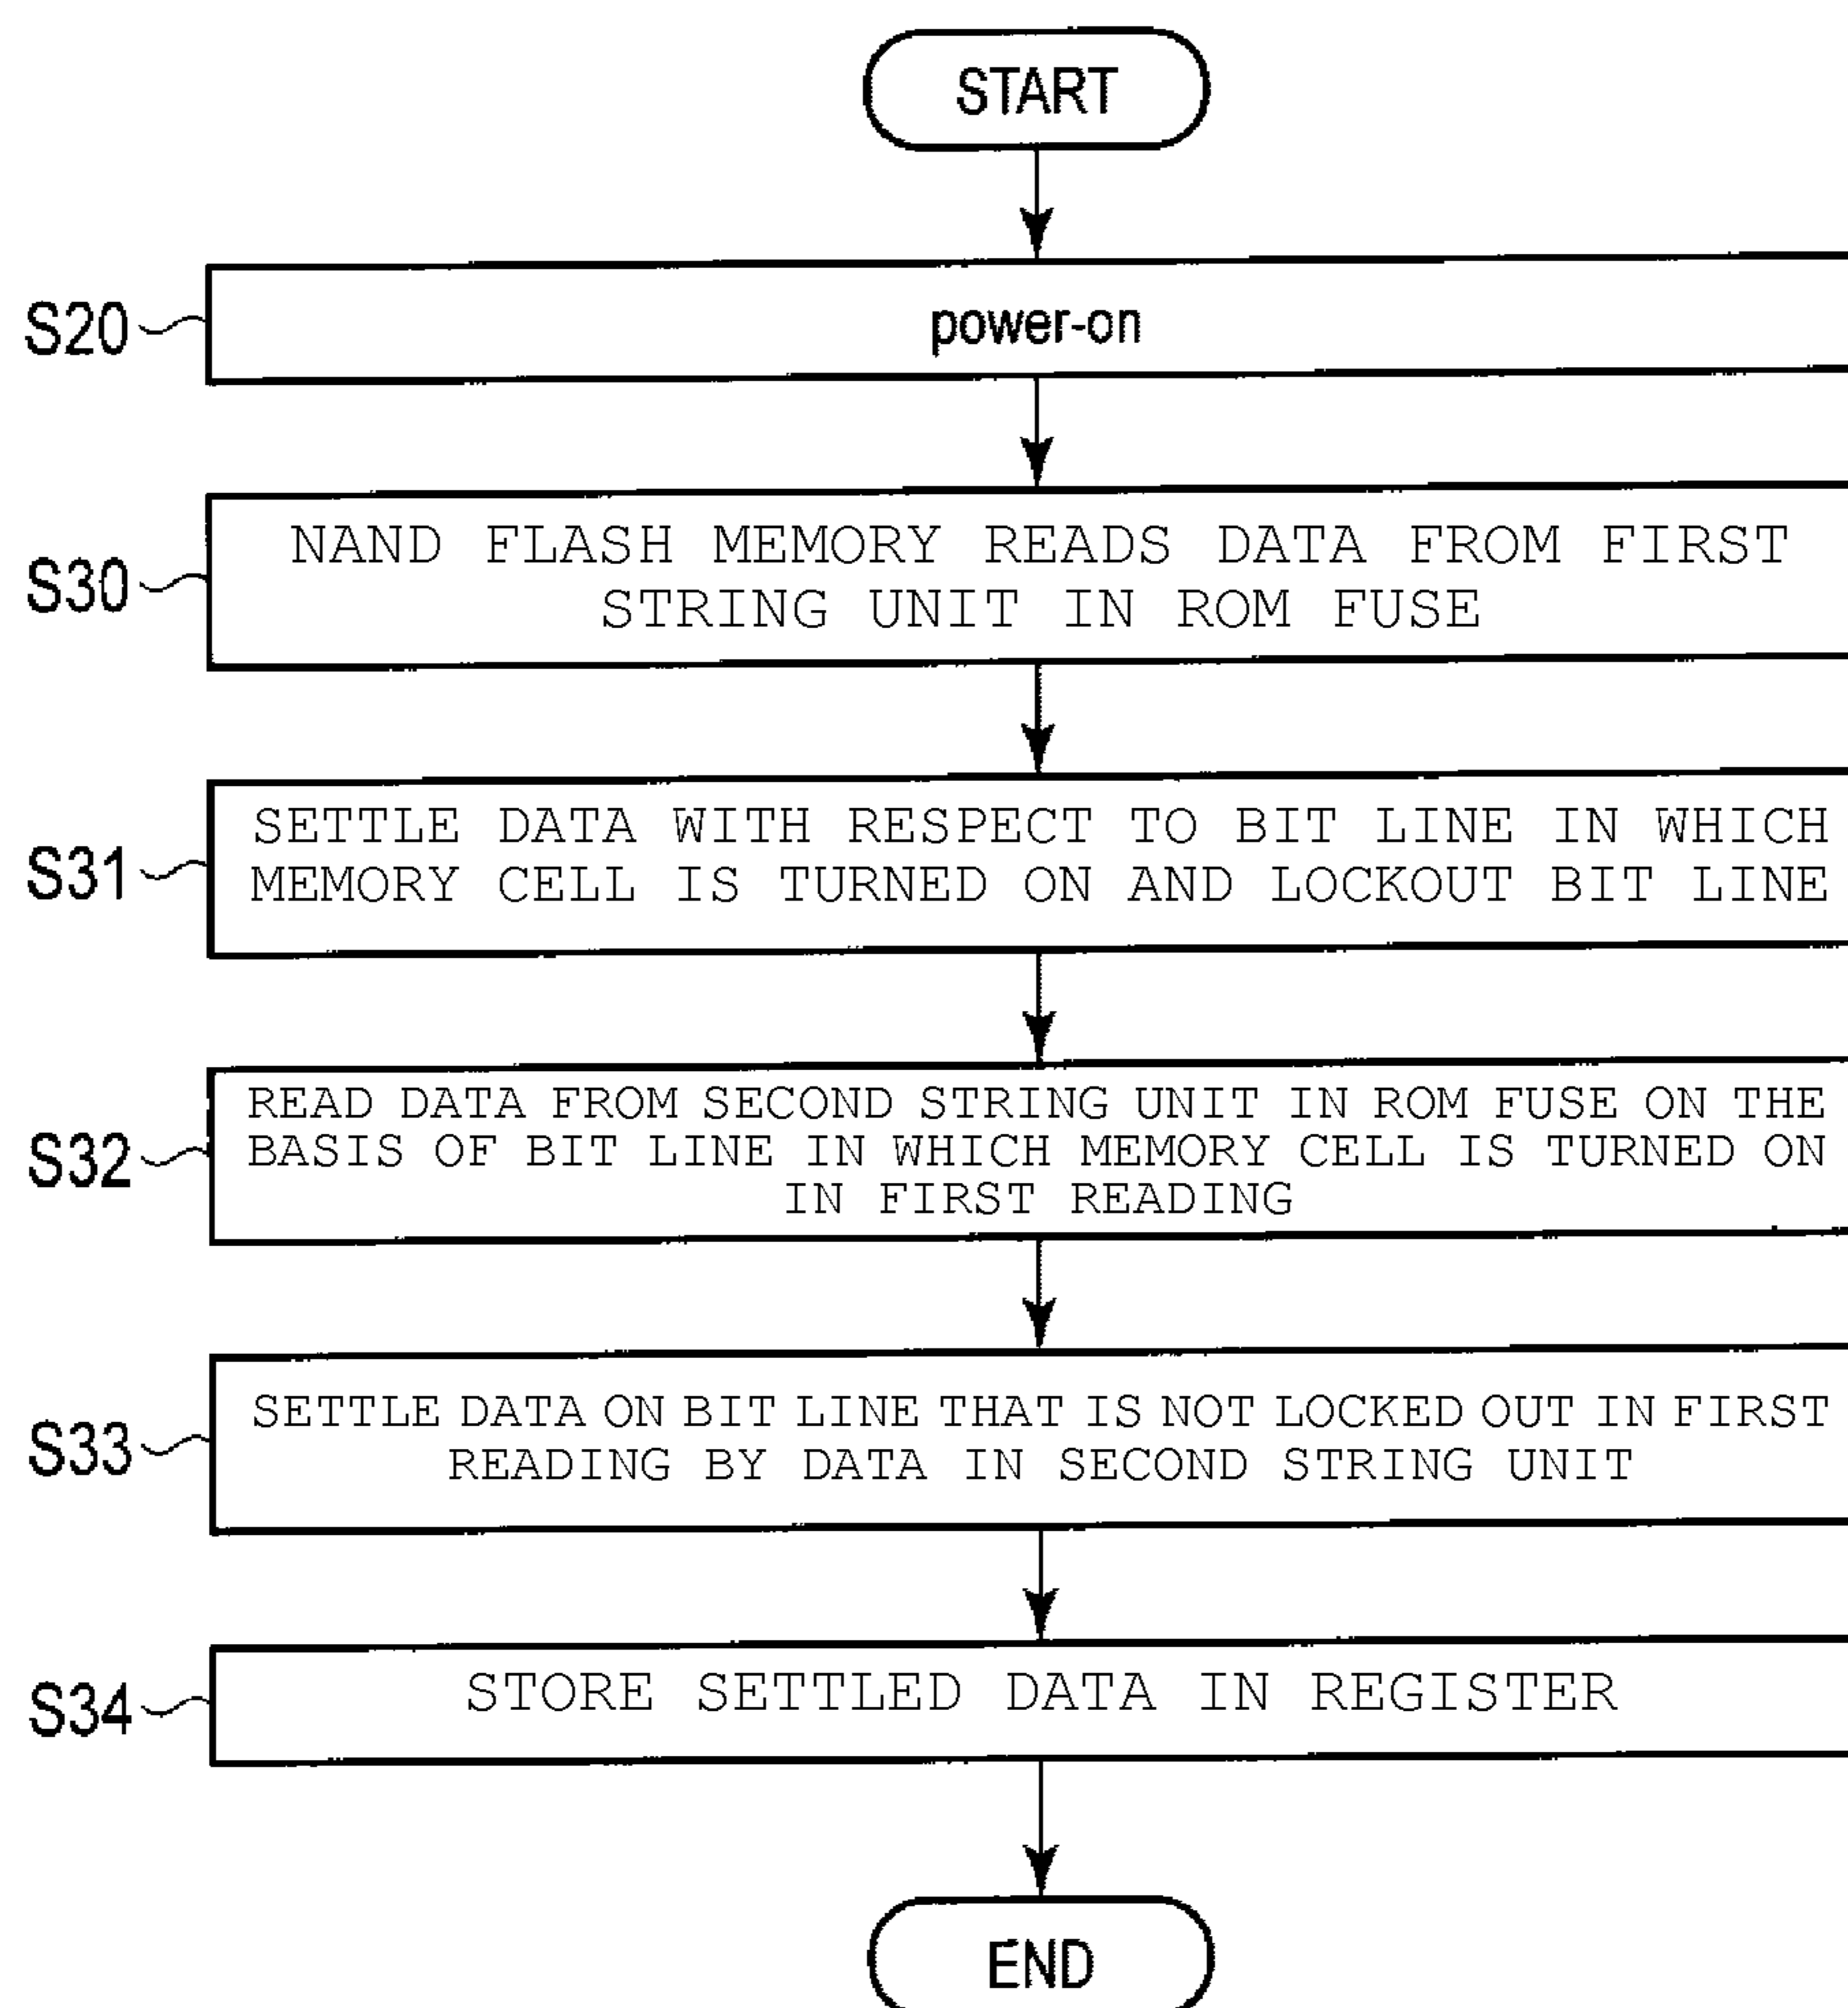 START
S20
power-on
S30
NAND FLASH MEMORY READS DATA FROM FIRST
STRING UNIT IN ROM FUSE
S31
SETTLE DATA WITH RESPECT TO BIT LINE IN WHICH
MEMORY CELL IS TURNED ON AND LOCKOUT BIT LINE
S32
READ DATA FROM SECOND STRING UNIT IN ROM FUSE ON THE
BASIS OF BIT LINE IN WHICH MEMORY CELL IS TURNED ON
IN FIRST READING
S33
SETTLE DATA ON BIT LINE THAT IS NOT LOCKED OUT IN FIRST
READING BY DATA IN SECOND STRING UNIT
S34
STORE SETTLED DATA IN REGISTER
END